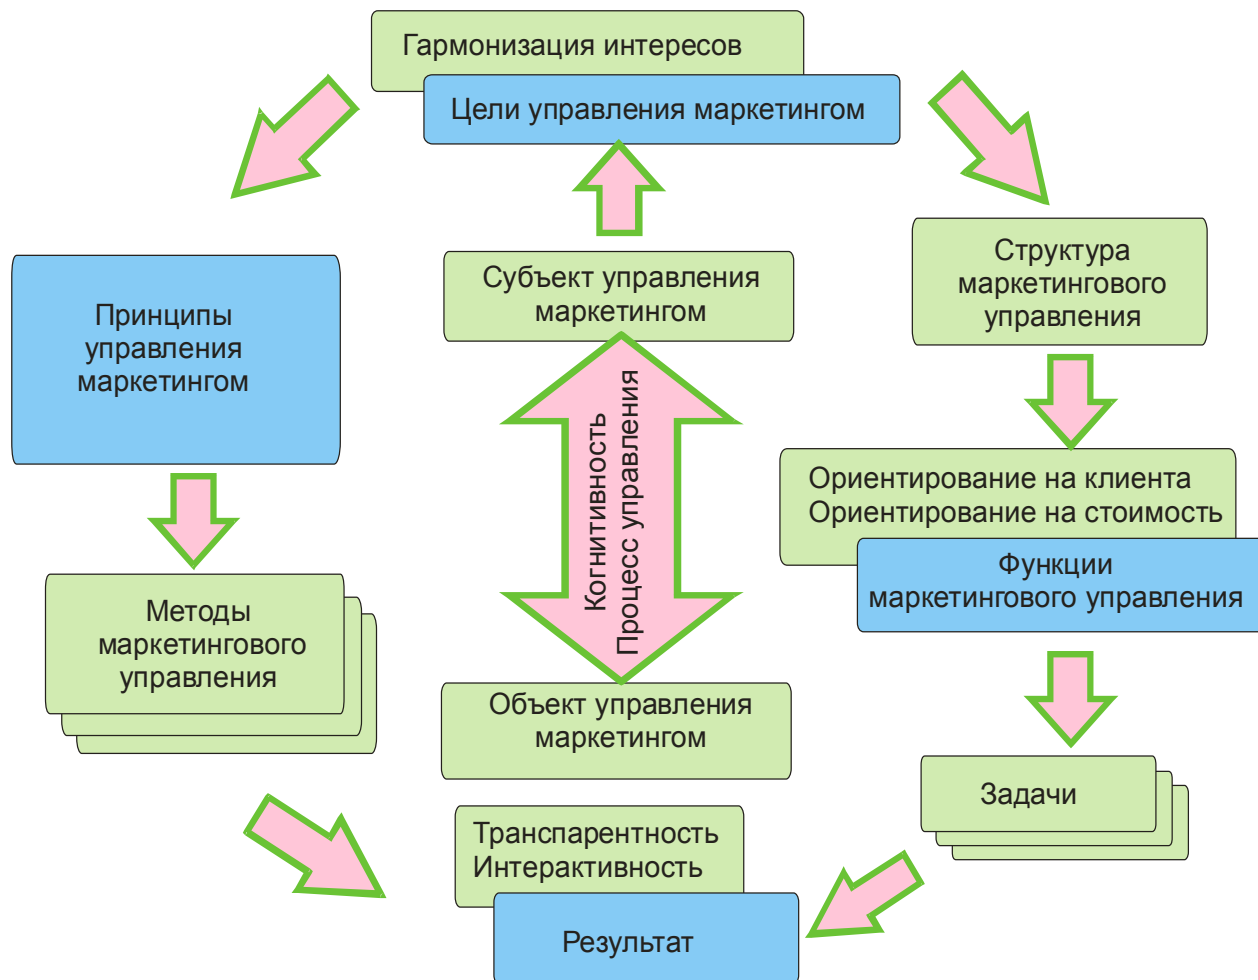 Гармонизация интересов
Цели управления маркетингом
Принципы
управления
маркетингом
Субъект управления
маркетингом
Структура
маркетингового
управления
Когнитивность
Процесс управления
Ориентирование на клиента
Ориентирование на стоимость
Функции
маркетингового управления
Методы
маркетингового
управления
Объект управления
маркетингом
Задачи
Транспарентность
Интерактивность
Результат